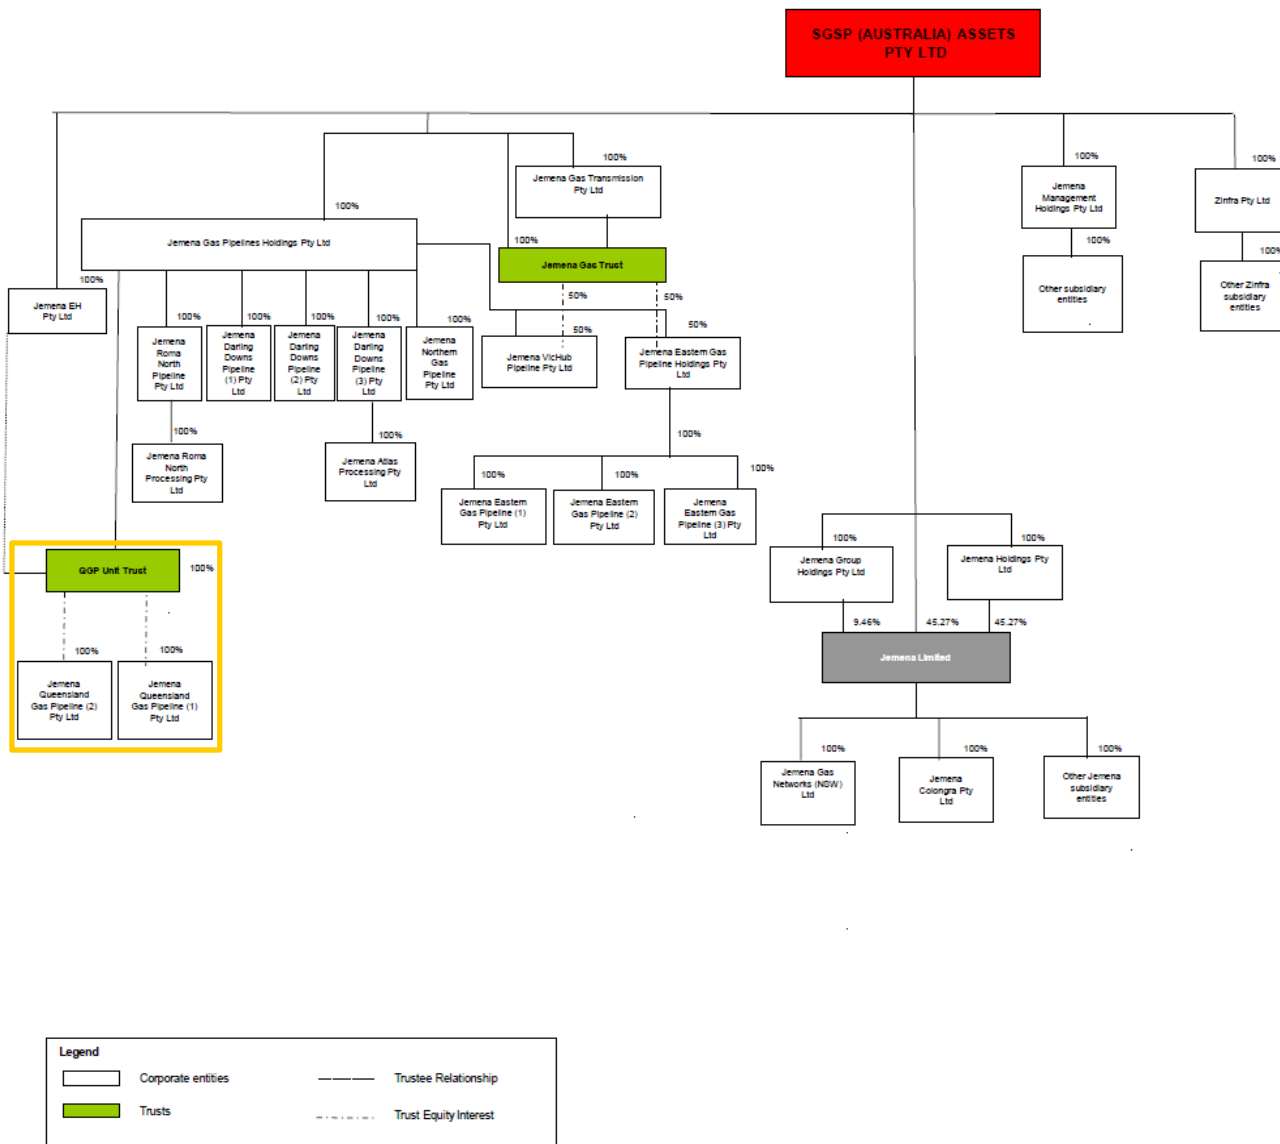 SGSP (AUSTRALIA) ASSETS
PTY LTD
100%
Jemena Gas Transmission
Pty Ltd
100%
Jemena
Management
Holdings Pty Ltd
100%
Zinfra Pty Ltd
100%
Jemena Gas Pipelines Holdings Pty Ltd
100%
Jemena Gas Trust
100%
Other subsidiary
entities
100%
Other Zinfra
subsidiary
entities
100%
Jemena EH
Pty Ltd
50%
50%
100%
Jemena
Roma
North
Pipeline
Pty Ltd
100%
Jemena
Darling
Downs
Pipeline
(1) Pty
Ltd
100%
Jemena
Darling
Downs
Pipeline
(2) Pty
Ltd
100%
Jemena
Darling
Downs
Pipeline
(3) Pty
Ltd
100%
Jemena
Northern
Gas
Pipeline
Pty Ltd
50%
Jemena VicHub
Pipeline Pty Ltd
50%
Jemena Eastern Gas
Pipeline Holdings Pty
Ltd
100%
Jemena Roma
North
Processing Pty
Ltd
100%
Jemena Atlas
Processing Pty
Ltd
100%
100%
Jemena Eastern
Gas Pipeline (1)
Pty Ltd
100%
Jemena Eastern
Gas Pipeline (2)
Pty Ltd
100%
Jemena
Eastern Gas
Pipeline (3) Pty
Ltd
QGP Unit Trust
100%
100%
Jemena
Queensland
Gas Pipeline (2)
Pty Ltd
100%
Jemena
Queensland
Gas Pipeline (1)
Pty Ltd
100%
Jemena Group
Holdings Pty Ltd
100%
Jemena Holdings Pty
Ltd
9.46%
45.27%
45.27%
Jemena Limited
100%
Jemena Gas
Networks (NSW)
Ltd
100%
Jemena
Colongra Pty
Ltd
100%
Other Jemena
subsidiary
entities
Legend
Corporate entities
Trustee Relationship
Trusts
Trust Equity Interest